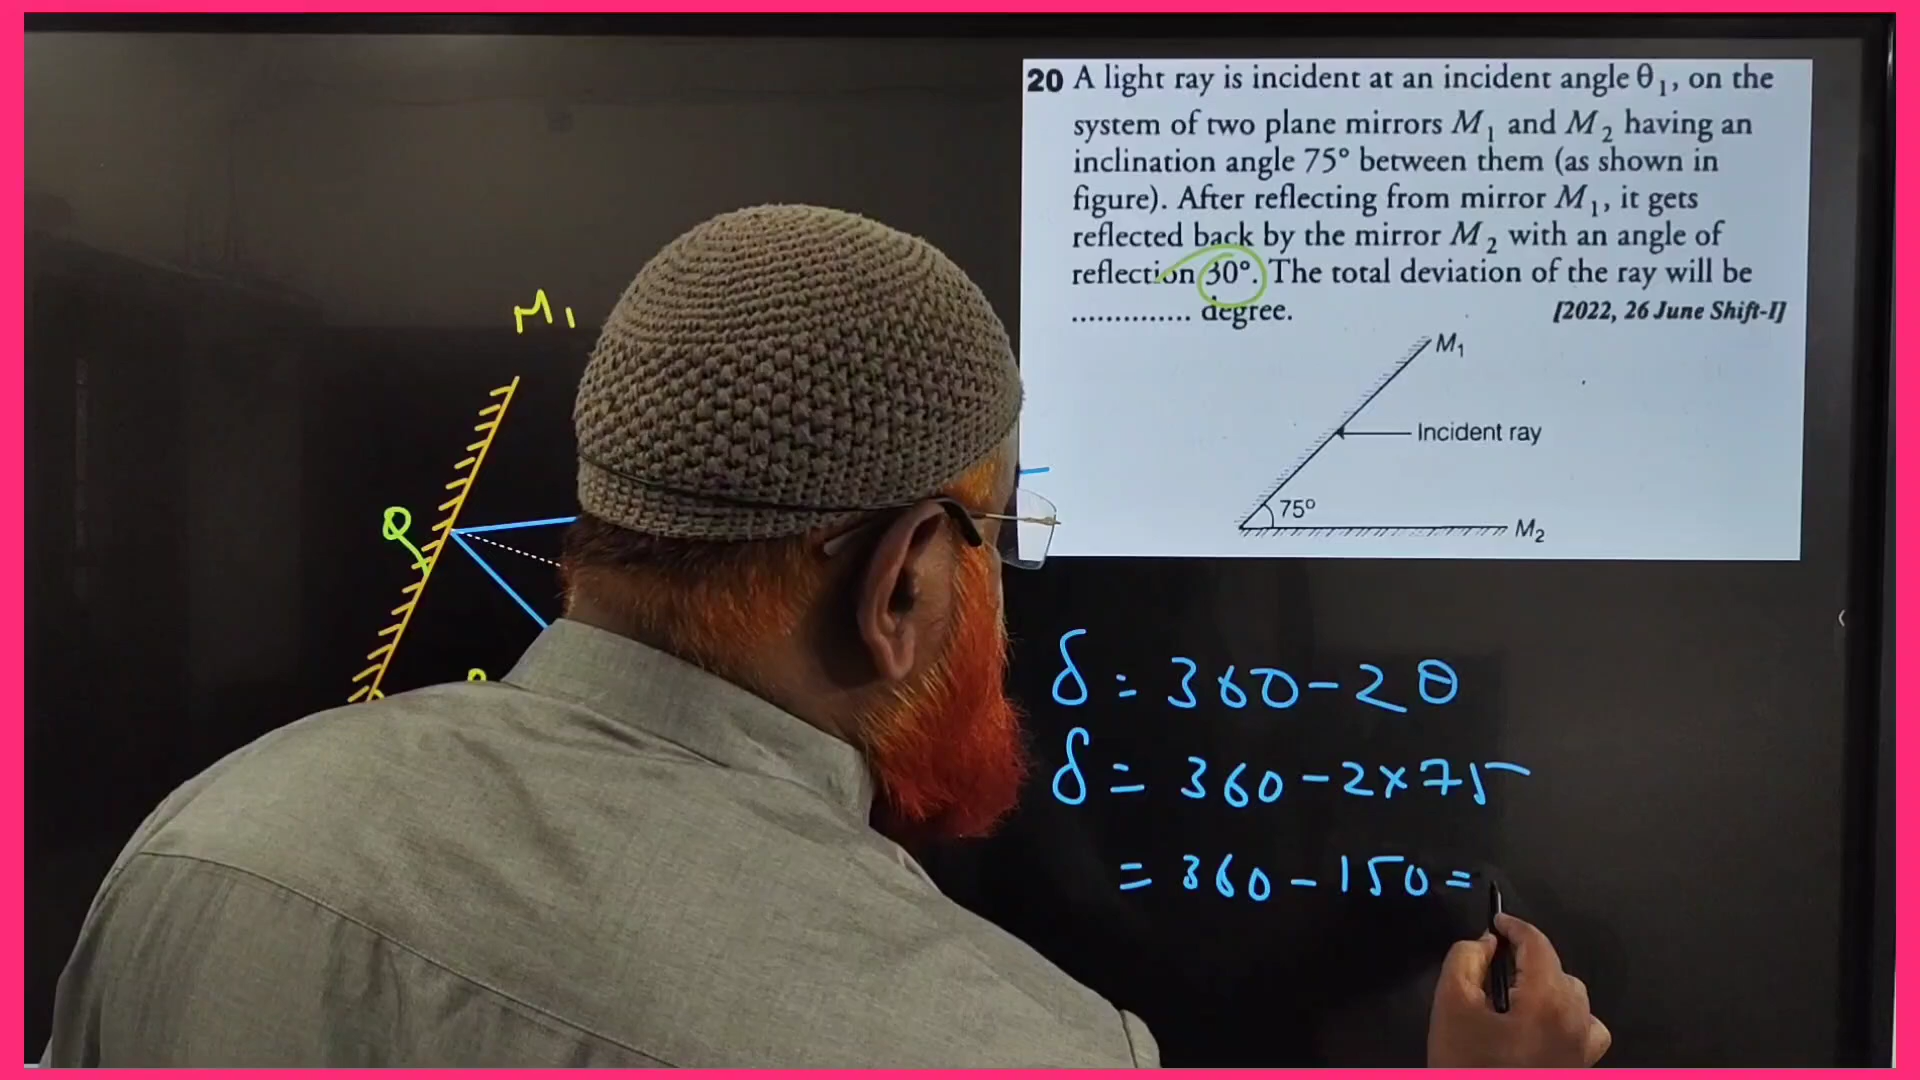 20 A light ray is incident at an incident angle θ₁, on the
system of two plane mirrors M₁ and M₂ having an
inclination angle 75° between them (as shown in
figure). After reflecting from mirror M₁, it gets
reflected back by the mirror M₂ with an angle of
reflection 30°. The total deviation of the ray will be
.............. degree. [2022, 26 June Shift-I]
M₁
Incident ray
75°
M₂
M₁
δ = 360 - 2θ
δ = 360 - 2×75
= 360 - 150 =